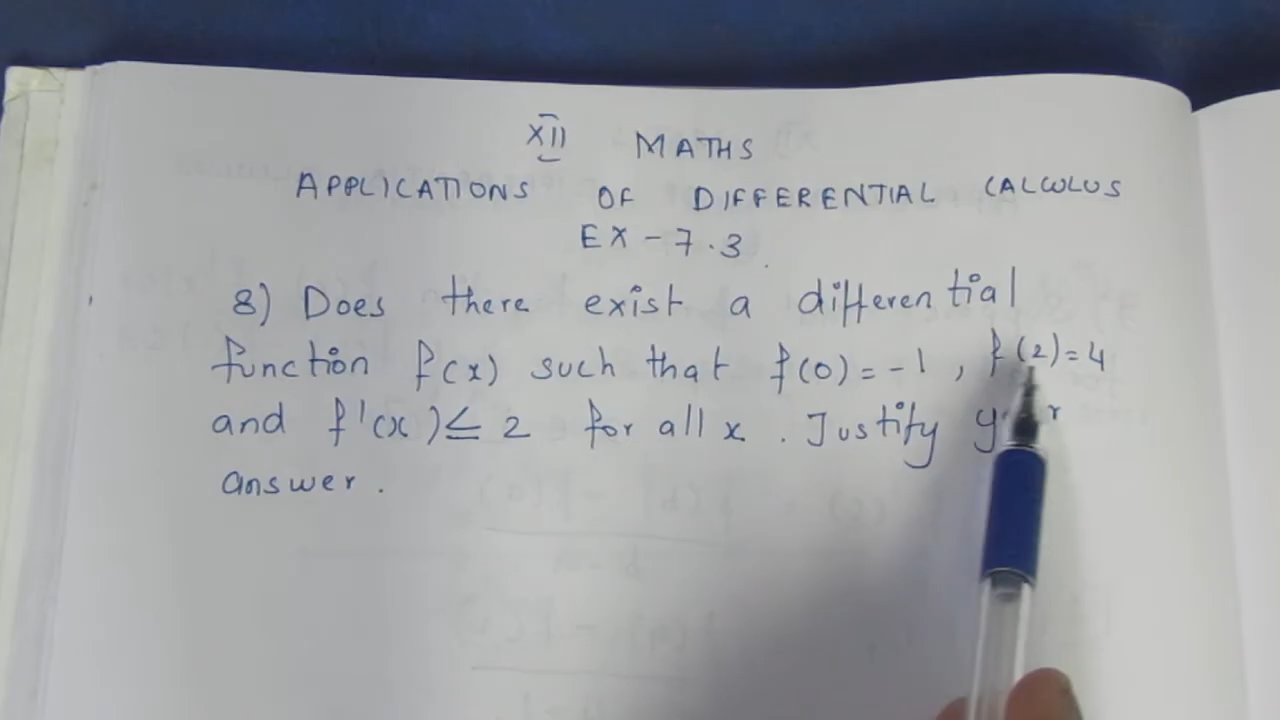 XII MATHS
APPLICATIONS OF DIFFERENTIAL CALCULUS
EX - 7.3
8) Does there exist a differential
function f(x) such that f(0) = -1, f(2) = 4
and f'(x) ≤ 2 for all x. Justify
answer.